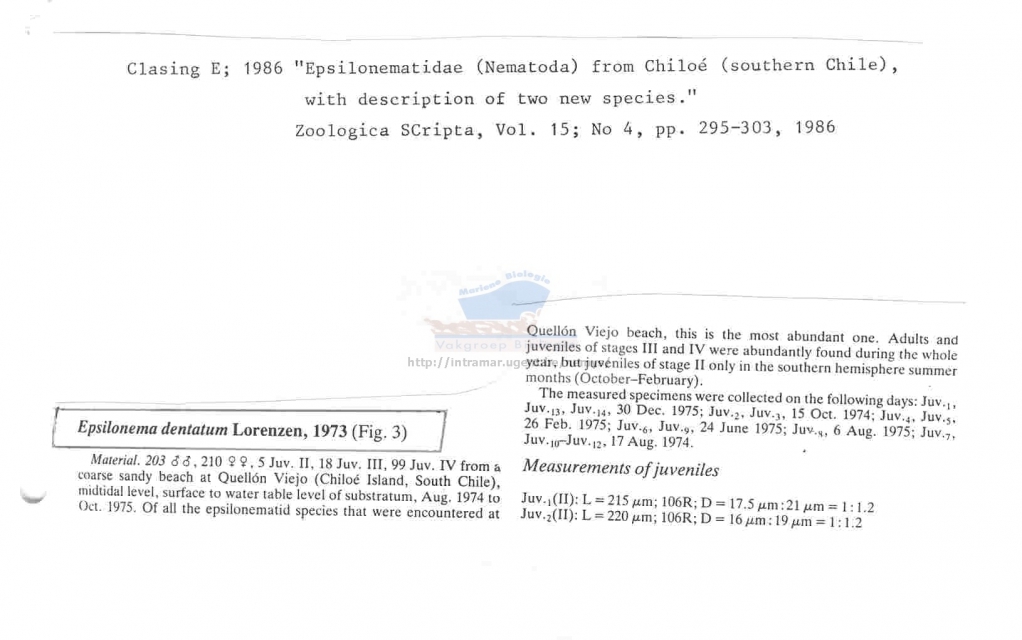 Clasing E; 1986 "Epsilonematidae (Nematoda) from Chiloé (southern Chile),
with description of two new species."
Zoologica SCripta, Vol. 15; No 4, pp. 295-303, 1986
Mariene Biologie
Vakgroep B
http://intramar.uge
Epsilonema dentatum Lorenzen, 1973 (Fig. 3)
Material. 203 ♂♂, 210 ♀♀, 5 Juv. II, 18 Juv. III, 99 Juv. IV from a
coarse sandy beach at Quellón Viejo (Chiloé Island, South Chile),
midtidal level, surface to water table level of substratum, Aug. 1974 to
Oct. 1975. Of all the epsilonematid species that were encountered at
Quellón Viejo beach, this is the most abundant one. Adults and
juveniles of stages III and IV were abundantly found during the whole
year, but juveniles of stage II only in the southern hemisphere summer
months (October–February).
The measured specimens were collected on the following days: Juv.₁,
Juv.₁₃, Juv.₁₄, 30 Dec. 1975; Juv.₂, Juv.₃, 15 Oct. 1974; Juv.₄, Juv.₅,
26 Feb. 1975; Juv.₆, Juv.₉, 24 June 1975; Juv.₈, 6 Aug. 1975; Juv.₇,
Juv.₁₀–Juv.₁₂, 17 Aug. 1974.
Measurements of juveniles
Juv.₁(II): L = 215 μm; 106R; D = 17.5 μm:21 μm = 1:1.2
Juv.₂(II): L = 220 μm; 106R; D = 16 μm:19 μm = 1:1.2